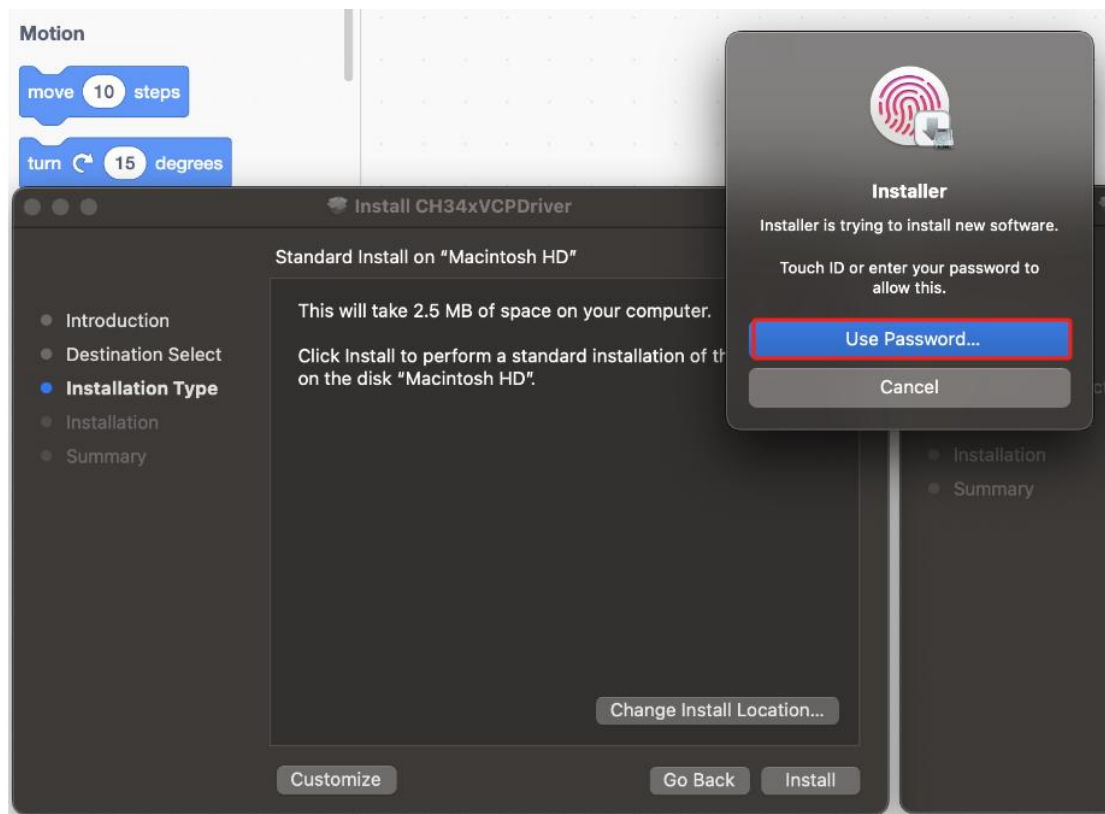 Motion
move 10 steps
turn 15 degrees
Install CH34xVCPDriver
Standard Install on “Macintosh HD”
Introduction
Destination Select
Installation Type
Installation
Summary
This will take 2.5 MB of space on your computer.
Click Install to perform a standard installation of
on the disk “Macintosh HD”.
Change Install Location...
Customize
Go Back
Install
Installer
Installer is trying to install new software.
Touch ID or enter your password to
allow this.
Use Password...
Cancel
Installation
Summary